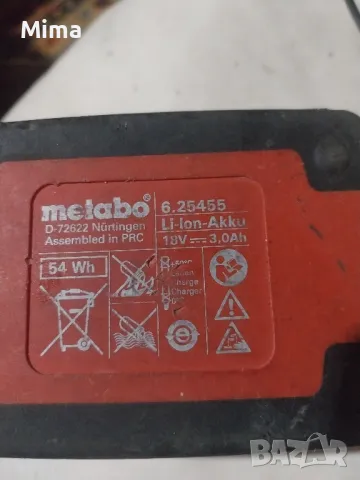 Mima
metabo
D-72622 Nürtingen
Assembled in PRC
54 Wh
6.25455
Li-Ion-Akku
18V 3,0Ah
BAZAR